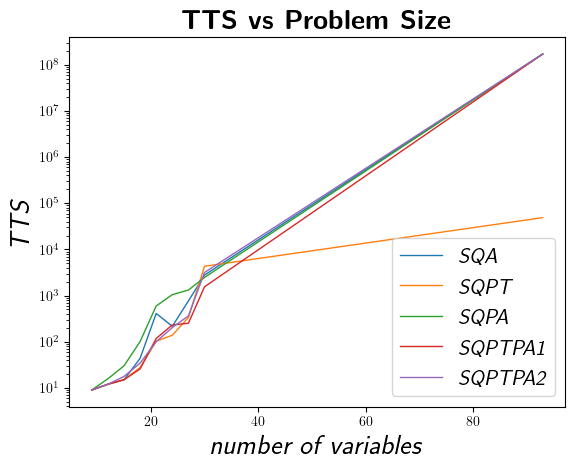 TTS vs Problem Size
TTS
10^8
10^7
10^6
10^5
10^4
10^3
10^2
10^1
20
40
60
80
number of variables
SQA
SQPT
SQPA
SQPTPA1
SQPTPA2